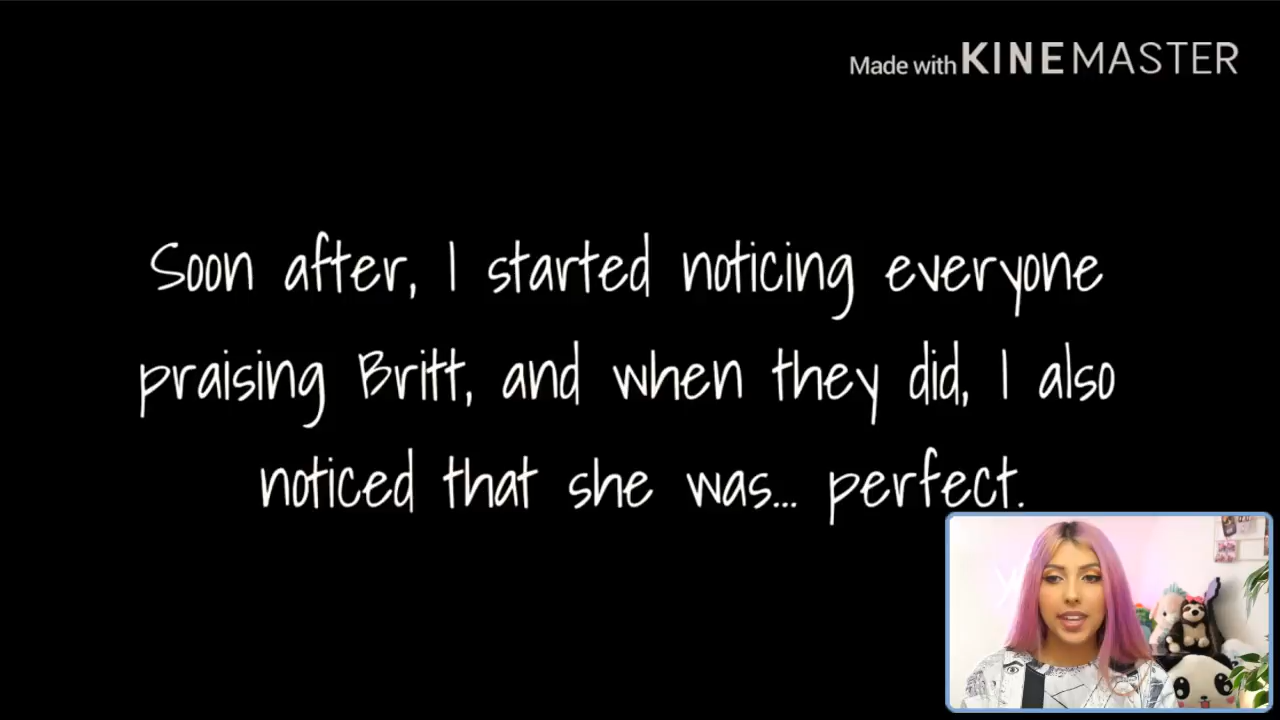 Made with KINEMASTER
Soon after, I started noticing everyone
praising Britt, and when they did, I also
noticed that she was... perfect.